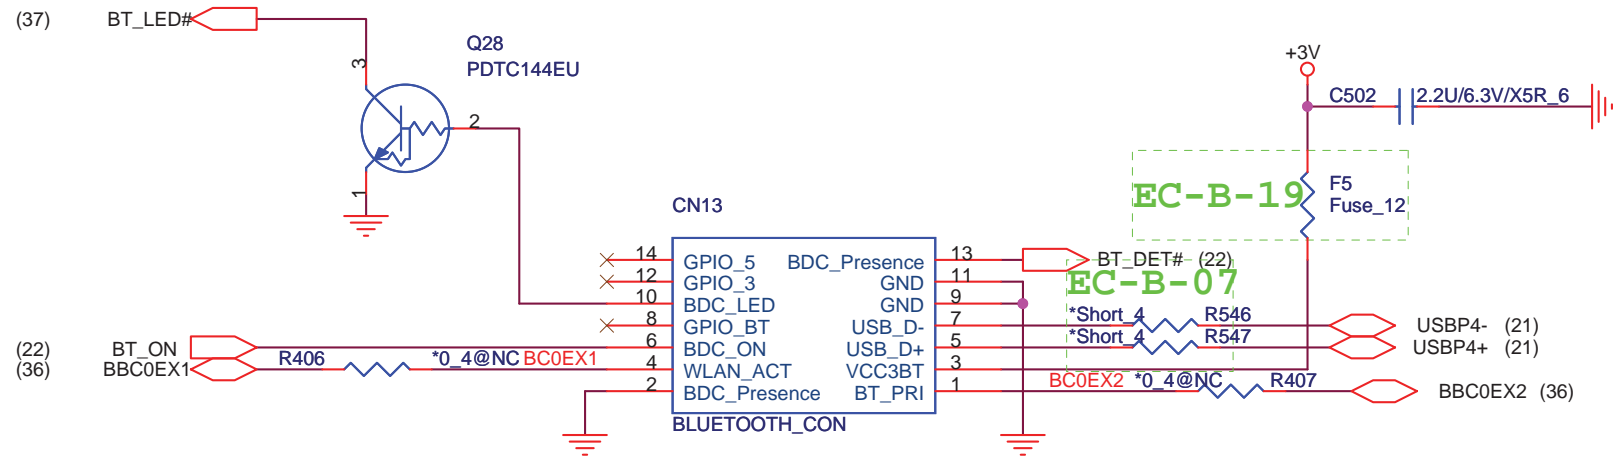 (37) BT_LED#
Q28
PDTC144EU
3
2
1
+3V
C502 2.2U/6.3V/X5R_6
EC-B-19
F5
Fuse_12
CN13
14 GPIO_5 BDC_Presence 13 BT_DET# (22)
12 GPIO_3 GND 11
EC-B-07
10 BDC_LED GND 9
8 GPIO_BT USB_D- 7 *Short_4 R546 USBP4- (21)
(22) BT_ON 6 BDC_ON USB_D+ 5 *Short_4 R547 USBP4+ (21)
(36) BBC0EX1 R406 *0_4@NC BC0EX1 4 WLAN_ACT VCC3BT 3
2 BDC_Presence BT_PRI 1 BC0EX2 *0_4@NC R407 BBC0EX2 (36)
BLUETOOTH_CON